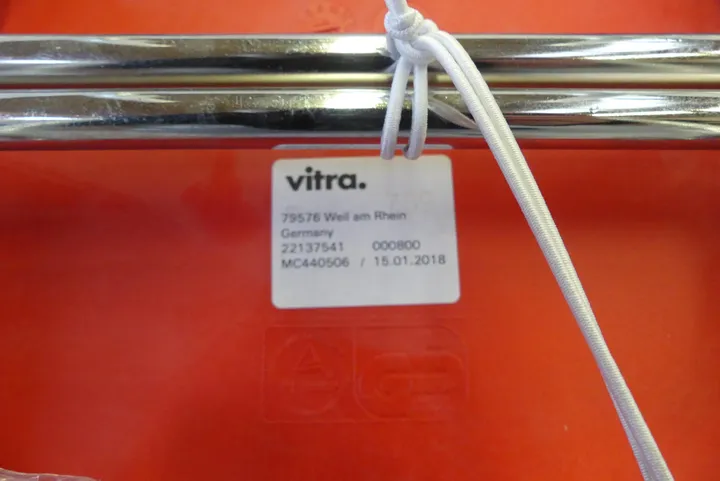 vitra.
79576 Weil am Rhein
Germany
22137541 000800
MC440506 / 15.01.2018